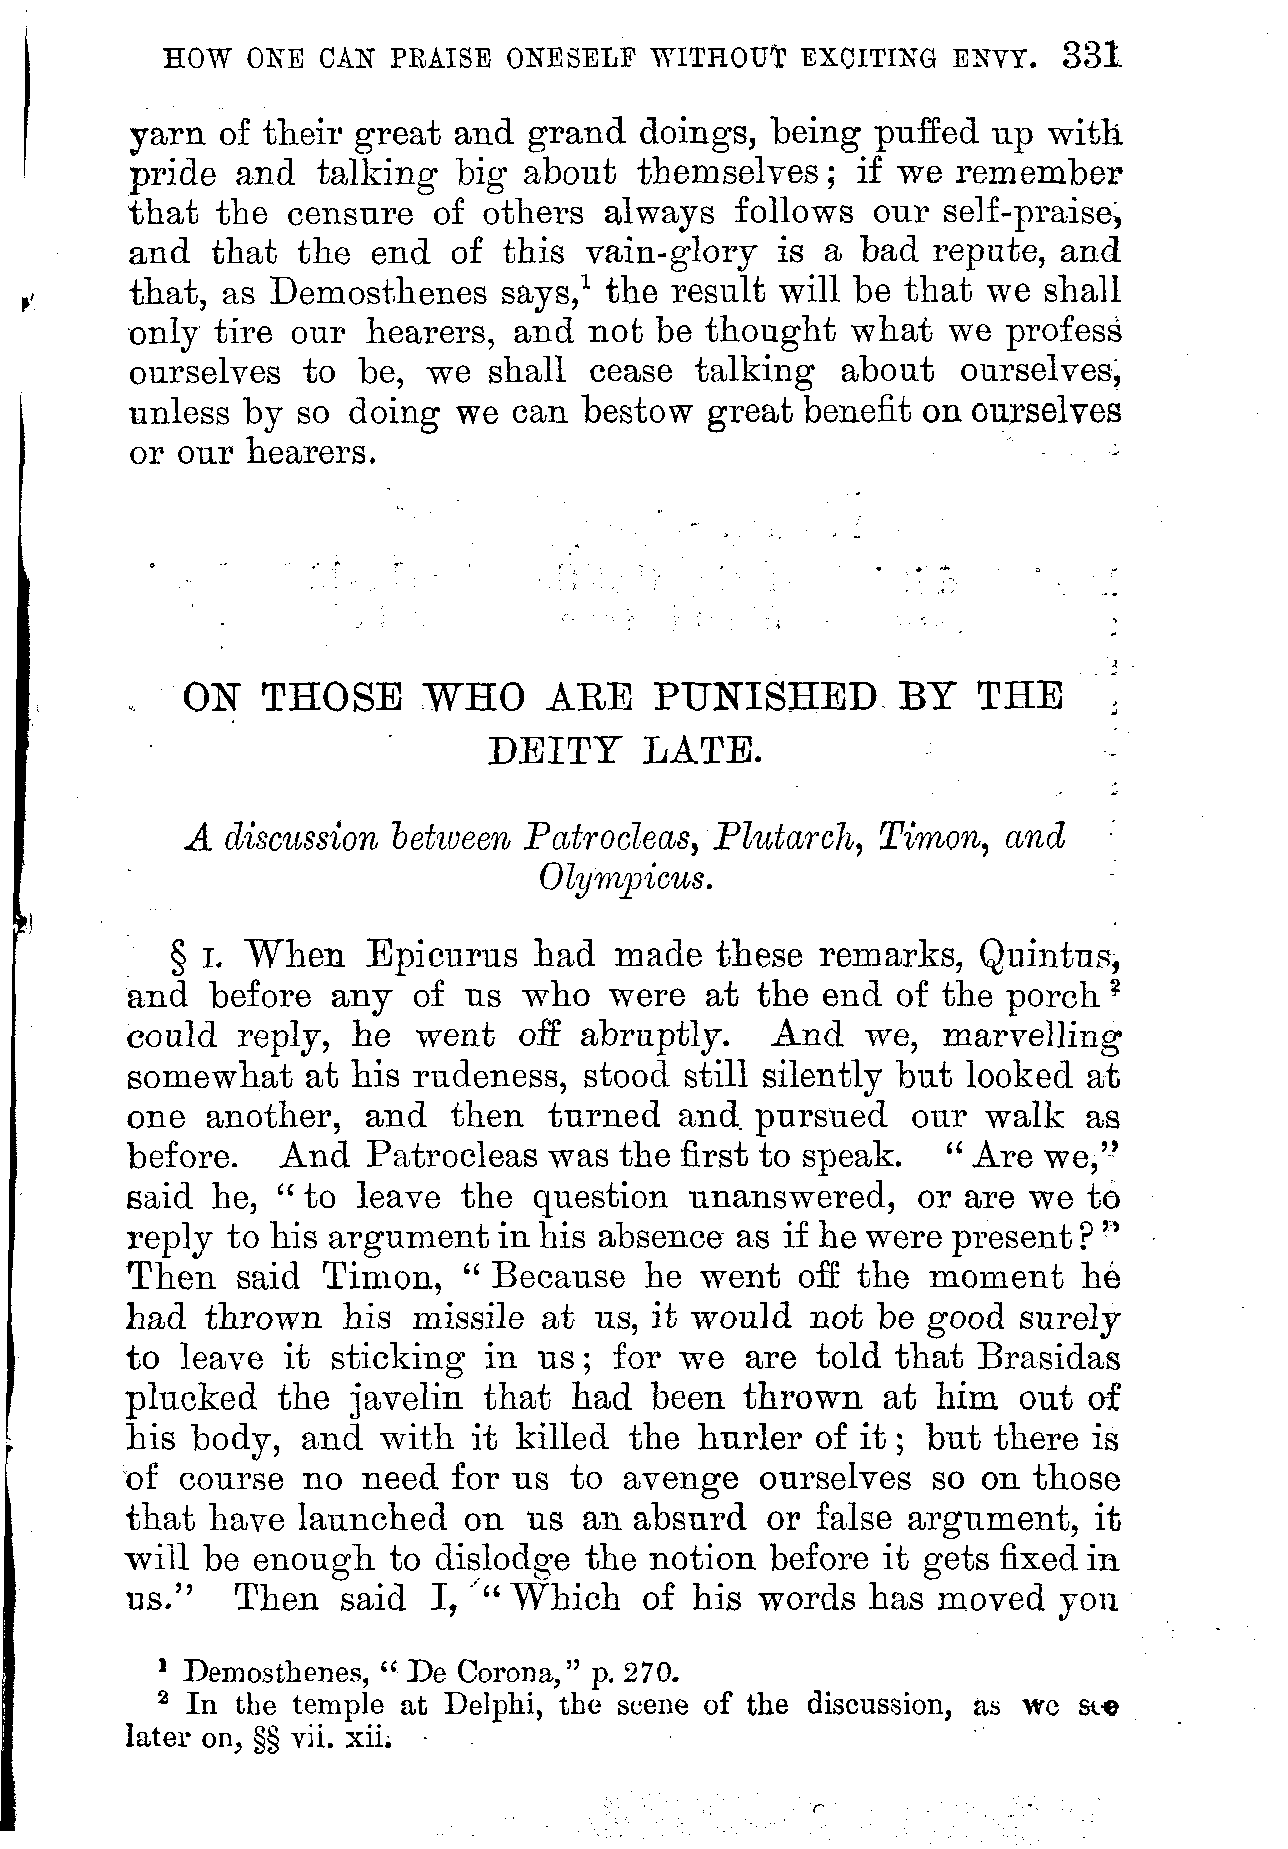 HOW ONE CAN PRAISE ONESELF WITHOUT EXCITING ENVY. 331
yarn of their great and grand doings, being puffed up with
pride and talking big about themselves; if we remember
that the censure of others always follows our self-praise,
and that the end of this vain-glory is a bad repute, and
that, as Demosthenes says,¹ the result will be that we shall
only tire our hearers, and not be thought what we profess
ourselves to be, we shall cease talking about ourselves,
unless by so doing we can bestow great benefit on ourselves
or our hearers.
ON THOSE WHO ARE PUNISHED BY THE
DEITY LATE.
A discussion between Patrocleas, Plutarch, Timon, and
Olympicus.
§ I. When Epicurus had made these remarks, Quintus,
and before any of us who were at the end of the porch ²
could reply, he went off abruptly. And we, marvelling
somewhat at his rudeness, stood still silently but looked at
one another, and then turned and pursued our walk as
before. And Patrocleas was the first to speak. "Are we,"
said he, "to leave the question unanswered, or are we to
reply to his argument in his absence as if he were present?"
Then said Timon, "Because he went off the moment he
had thrown his missile at us, it would not be good surely
to leave it sticking in us; for we are told that Brasidas
plucked the javelin that had been thrown at him out of
his body, and with it killed the hurler of it; but there is
of course no need for us to avenge ourselves so on those
that have launched on us an absurd or false argument, it
will be enough to dislodge the notion before it gets fixed in
us." Then said I, "Which of his words has moved you
¹ Demosthenes, "De Corona," p. 270.
² In the temple at Delphi, the scene of the discussion, as we see
later on, §§ vii. xii.